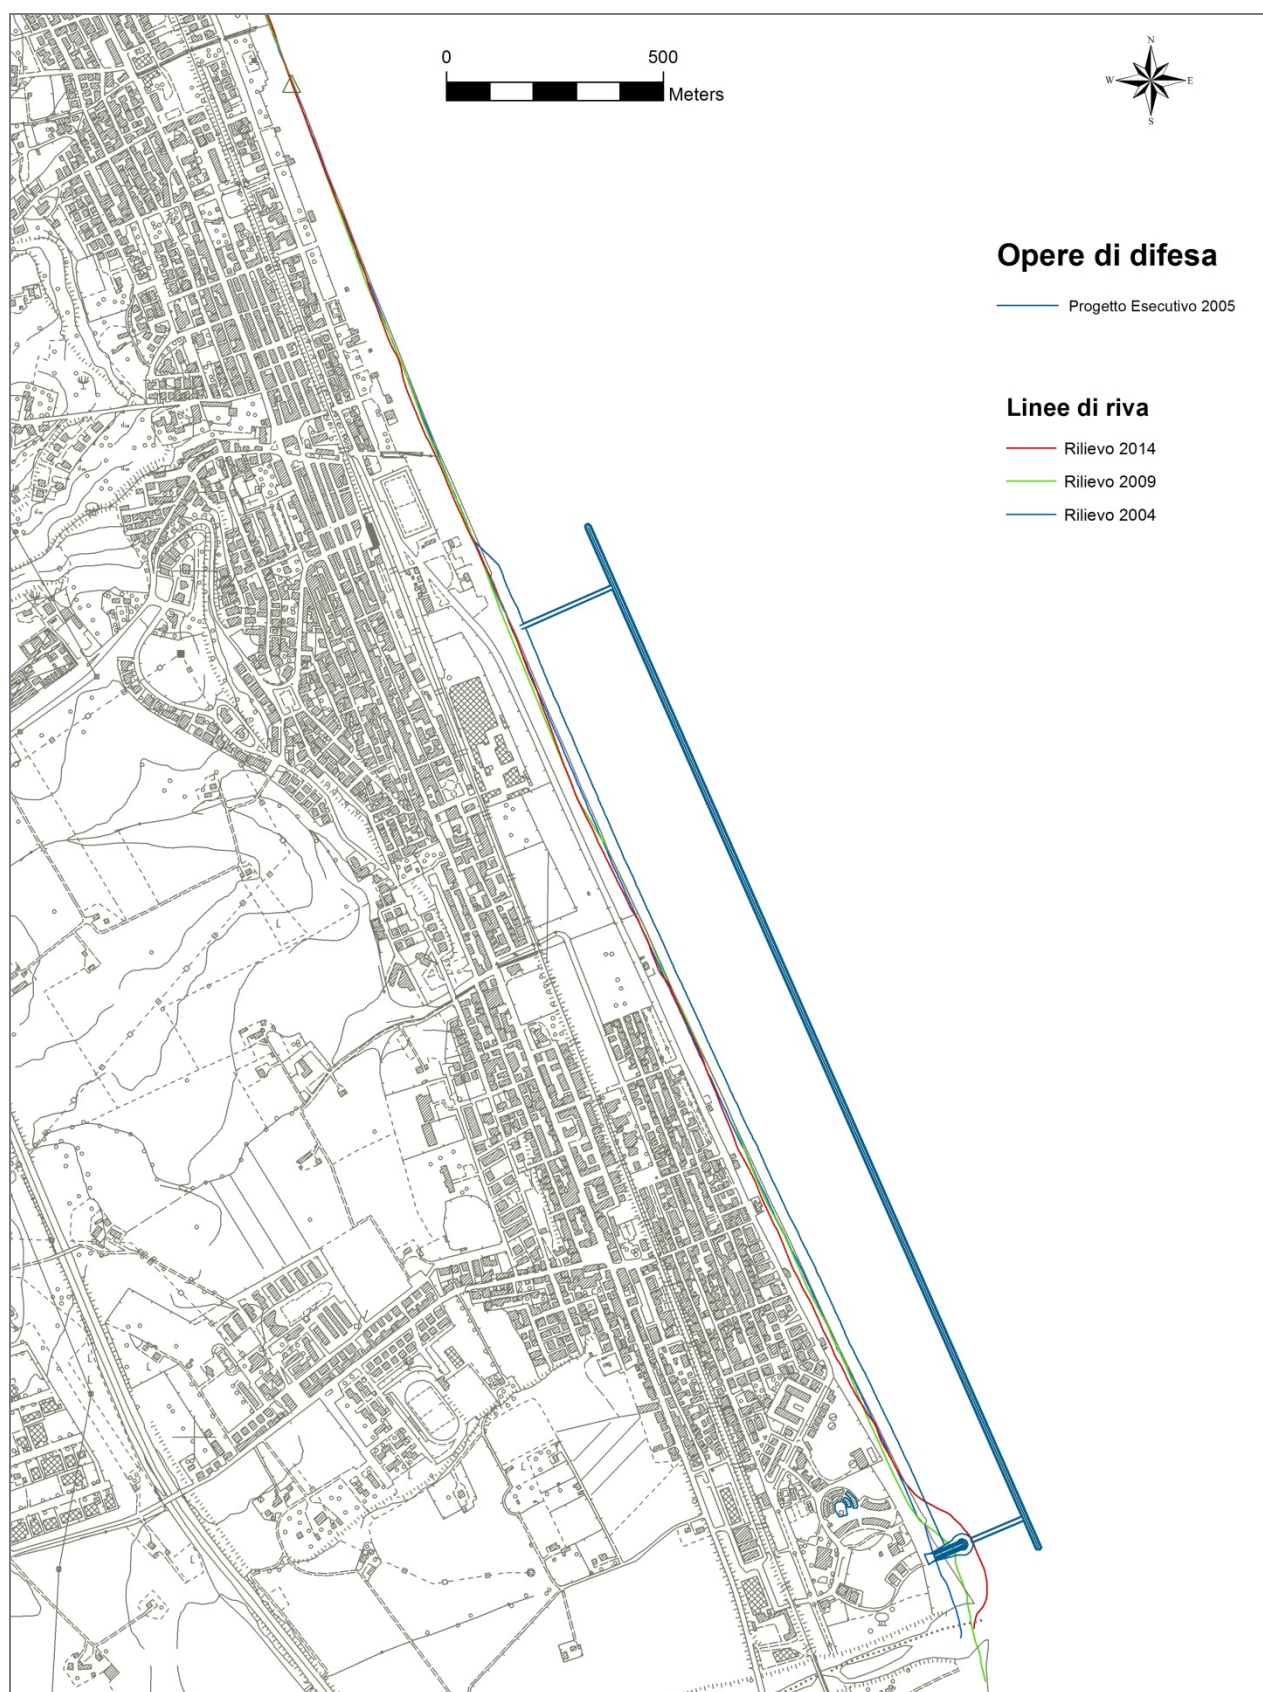 0 500
Meters
N
W E
S
Opere di difesa
Progetto Esecutivo 2005
Linee di riva
Rilievo 2014
Rilievo 2009
Rilievo 2004